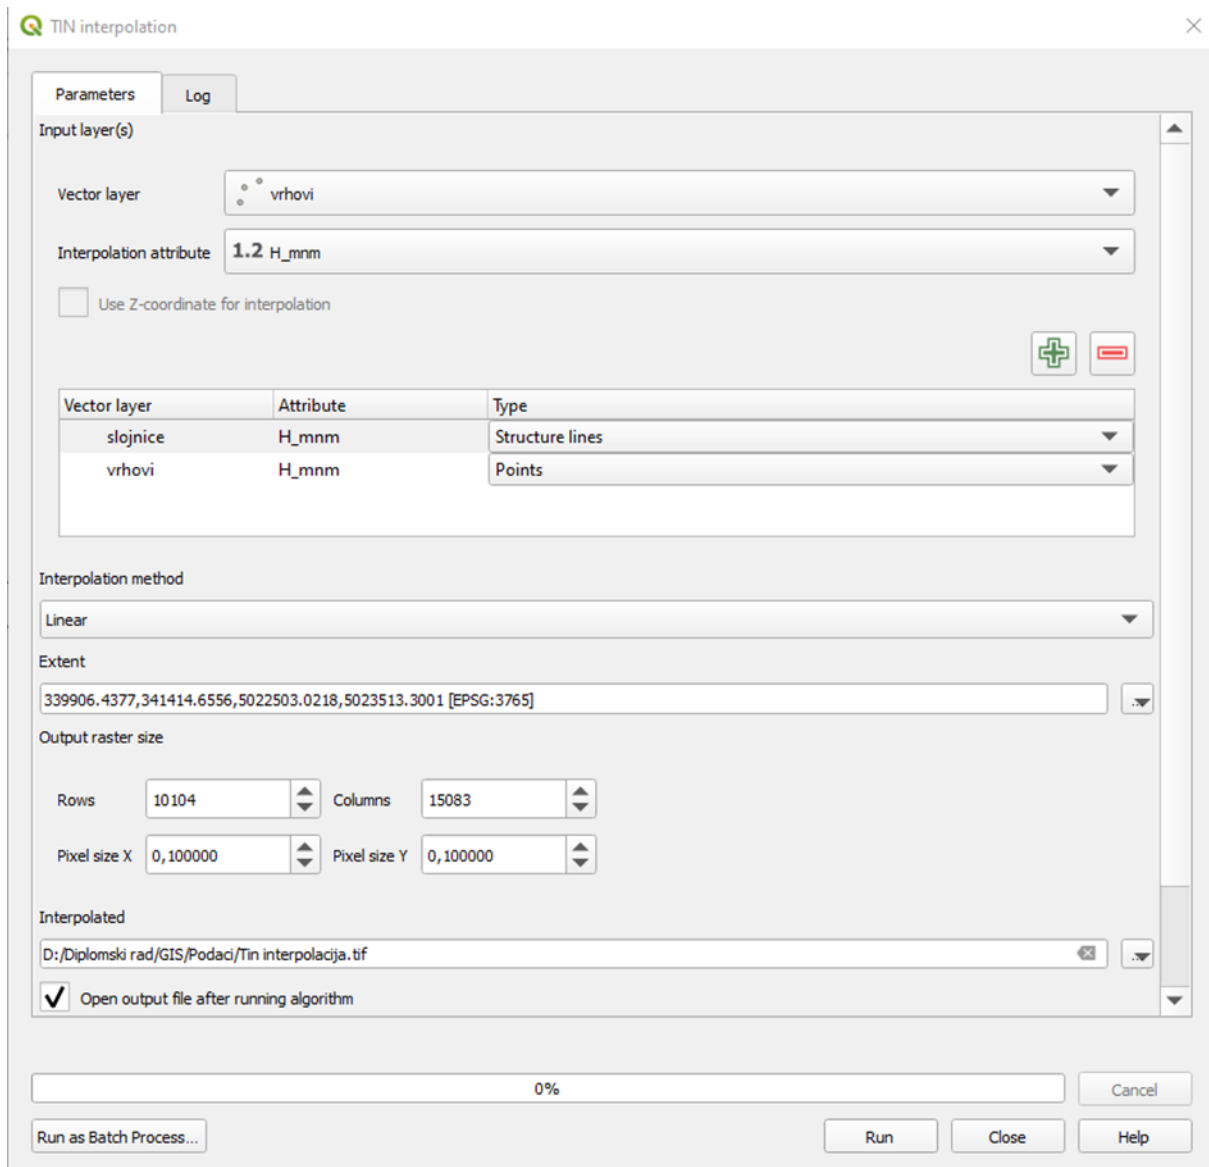 TIN interpolation
Parameters Log
Input layer(s)
Vector layer vrhovi
Interpolation attribute 1.2 H_mnm
Use Z-coordinate for interpolation
Vector layer Attribute Type
slojnice H_mnm Structure lines
vrhovi H_mnm Points
Interpolation method
Linear
Extent
339906.4377,341414.6556,5022503.0218,5023513.3001 [EPSG:3765]
Output raster size
Rows 10104 Columns 15083
Pixel size X 0,100000 Pixel size Y 0,100000
Interpolated
D:/Diplomski rad/GIS/Podaci/Tin interpolacija.tif
Open output file after running algorithm
0%
Cancel
Run as Batch Process... Run Close Help